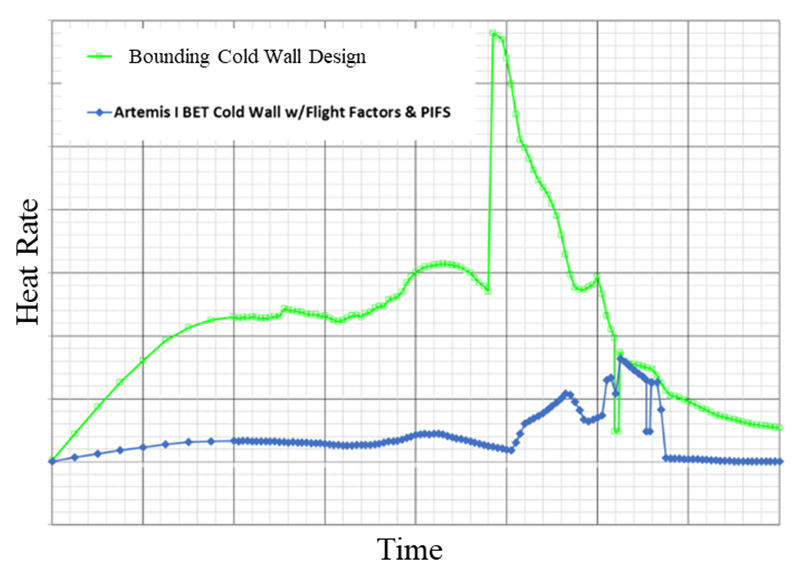 Bounding Cold Wall Design
Artemis I BET Cold Wall w/Flight Factors & PIFS
Heat Rate
Time